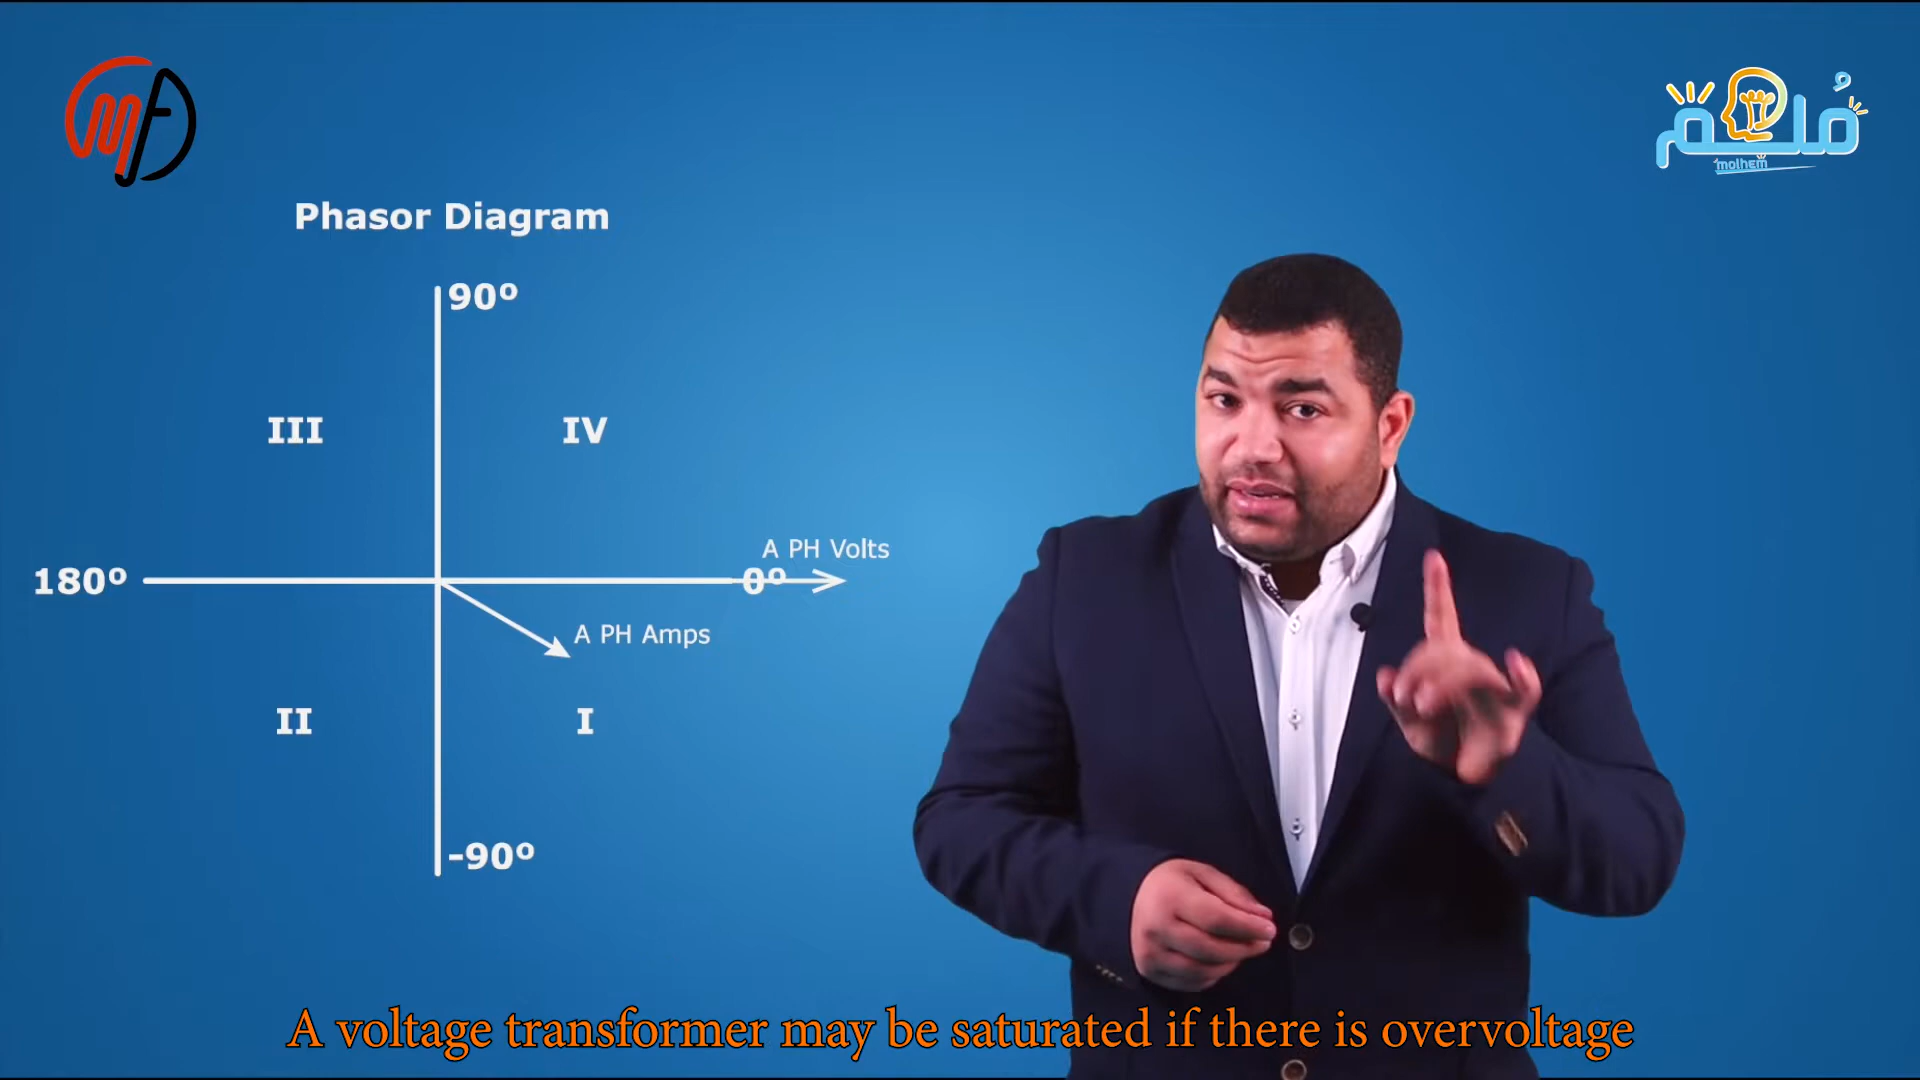 مُلهم
molhem
Phasor Diagram
90º
III
IV
A PH Volts
180º
0º
A PH Amps
II
I
-90º
A voltage transformer may be saturated if there is overvoltage